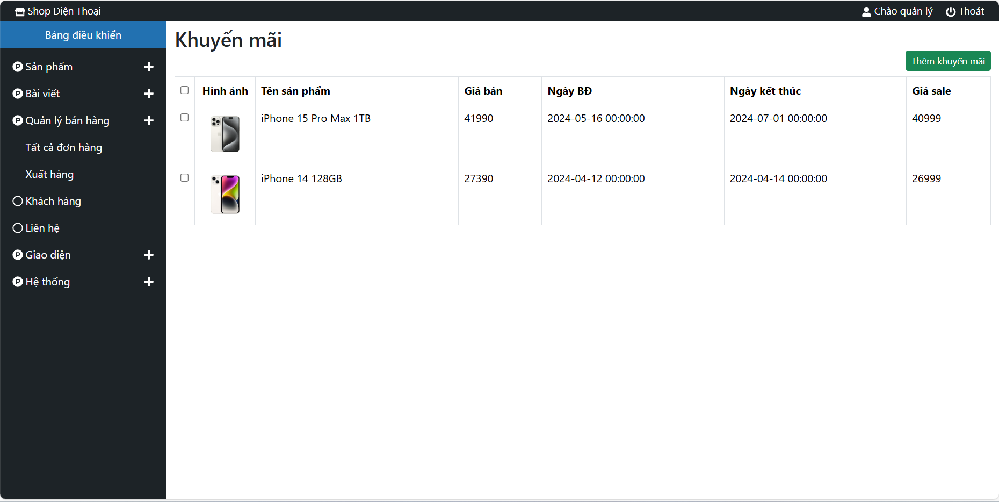 Shop Điện Thoại
Chào quản lý
Thoát
Bảng điều khiển
Khuyến mãi
Thêm khuyến mãi
Sản phẩm
Bài viết
Quản lý bán hàng
Tất cả đơn hàng
Xuất hàng
Khách hàng
Liên hệ
Giao diện
Hệ thống
Hình ảnh Tên sản phẩm Giá bán Ngày BĐ Ngày kết thúc Giá sale
iPhone 15 Pro Max 1TB 41990 2024-05-16 00:00:00 2024-07-01 00:00:00 40999
iPhone 14 128GB 27390 2024-04-12 00:00:00 2024-04-14 00:00:00 26999